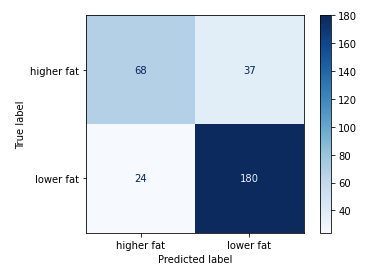 180
160
higher fat 68 37
140
120
True label
100
80
lower fat 24 180
60
40
higher fat lower fat
Predicted label